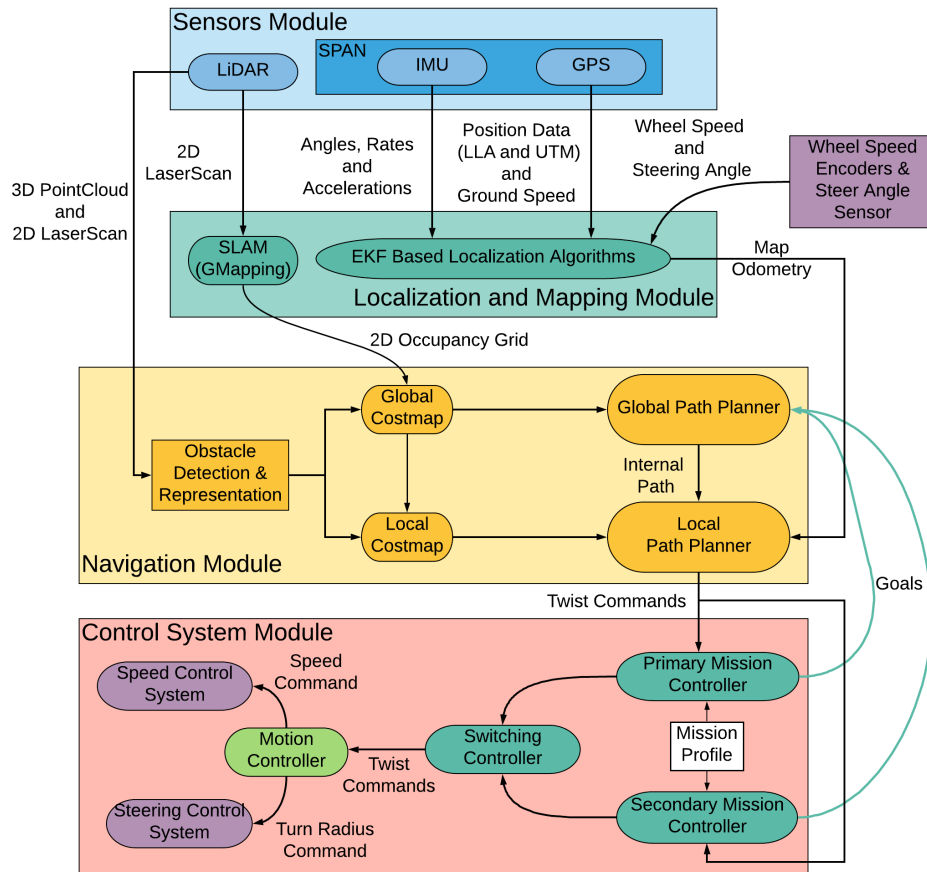 Sensors Module
SPAN
LiDAR
IMU
GPS
2D
LaserScan
Angles, Rates
and
Accelerations
Position Data
(LLA and UTM)
and
Ground Speed
Wheel Speed
and
Steering Angle
Wheel Speed
Encoders &
Steer Angle
Sensor
3D PointCloud
and
2D LaserScan
SLAM
(GMapping)
EKF Based Localization Algorithms
Map
Odometry
Localization and Mapping Module
2D Occupancy Grid
Global
Costmap
Global Path Planner
Obstacle
Detection &
Representation
Internal
Path
Local
Costmap
Local
Path Planner
Navigation Module
Goals
Twist Commands
Control System Module
Speed
Command
Speed Control
System
Primary Mission
Controller
Motion
Controller
Switching
Controller
Mission
Profile
Twist
Commands
Steering Control
System
Turn Radius
Command
Secondary Mission
Controller